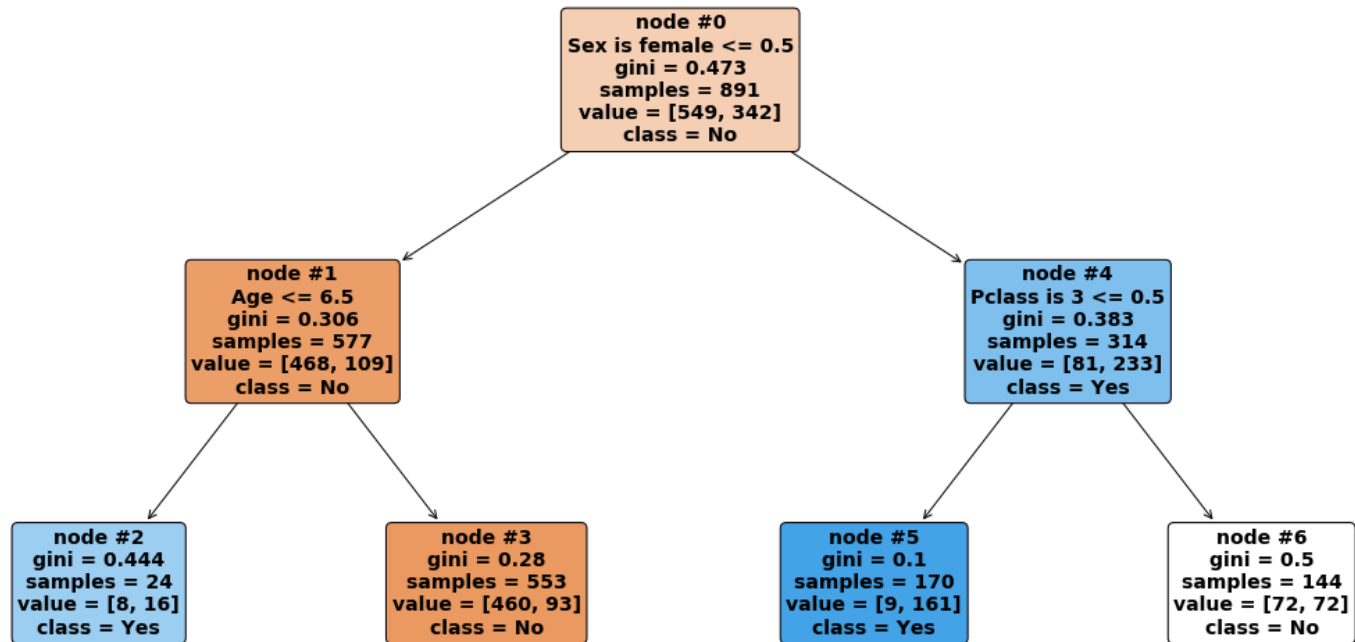 node #0
Sex is female <= 0.5
gini = 0.473
samples = 891
value = [549, 342]
class = No
node #1
Age <= 6.5
gini = 0.306
samples = 577
value = [468, 109]
class = No
node #4
Pclass is 3 <= 0.5
gini = 0.383
samples = 314
value = [81, 233]
class = Yes
node #2
gini = 0.444
samples = 24
value = [8, 16]
class = Yes
node #3
gini = 0.28
samples = 553
value = [460, 93]
class = No
node #5
gini = 0.1
samples = 170
value = [9, 161]
class = Yes
node #6
gini = 0.5
samples = 144
value = [72, 72]
class = No